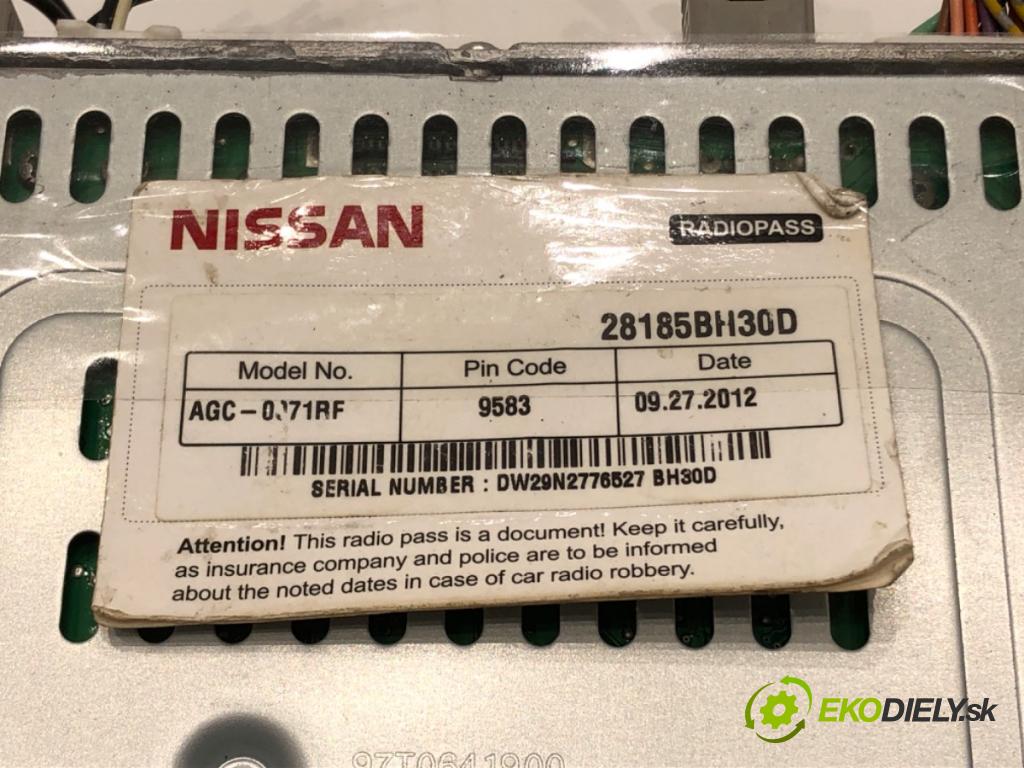 NISSAN
RADIOPASS
28185BH30D
Model No. Pin Code Date
AGC-0071RF 9583 09.27.2012
SERIAL NUMBER : DW29N2776527 BH30D
Attention! This radio pass is a document! Keep it carefully,
as insurance company and police are to be informed
about the noted dates in case of car radio robbery.
EKODIELY.sk